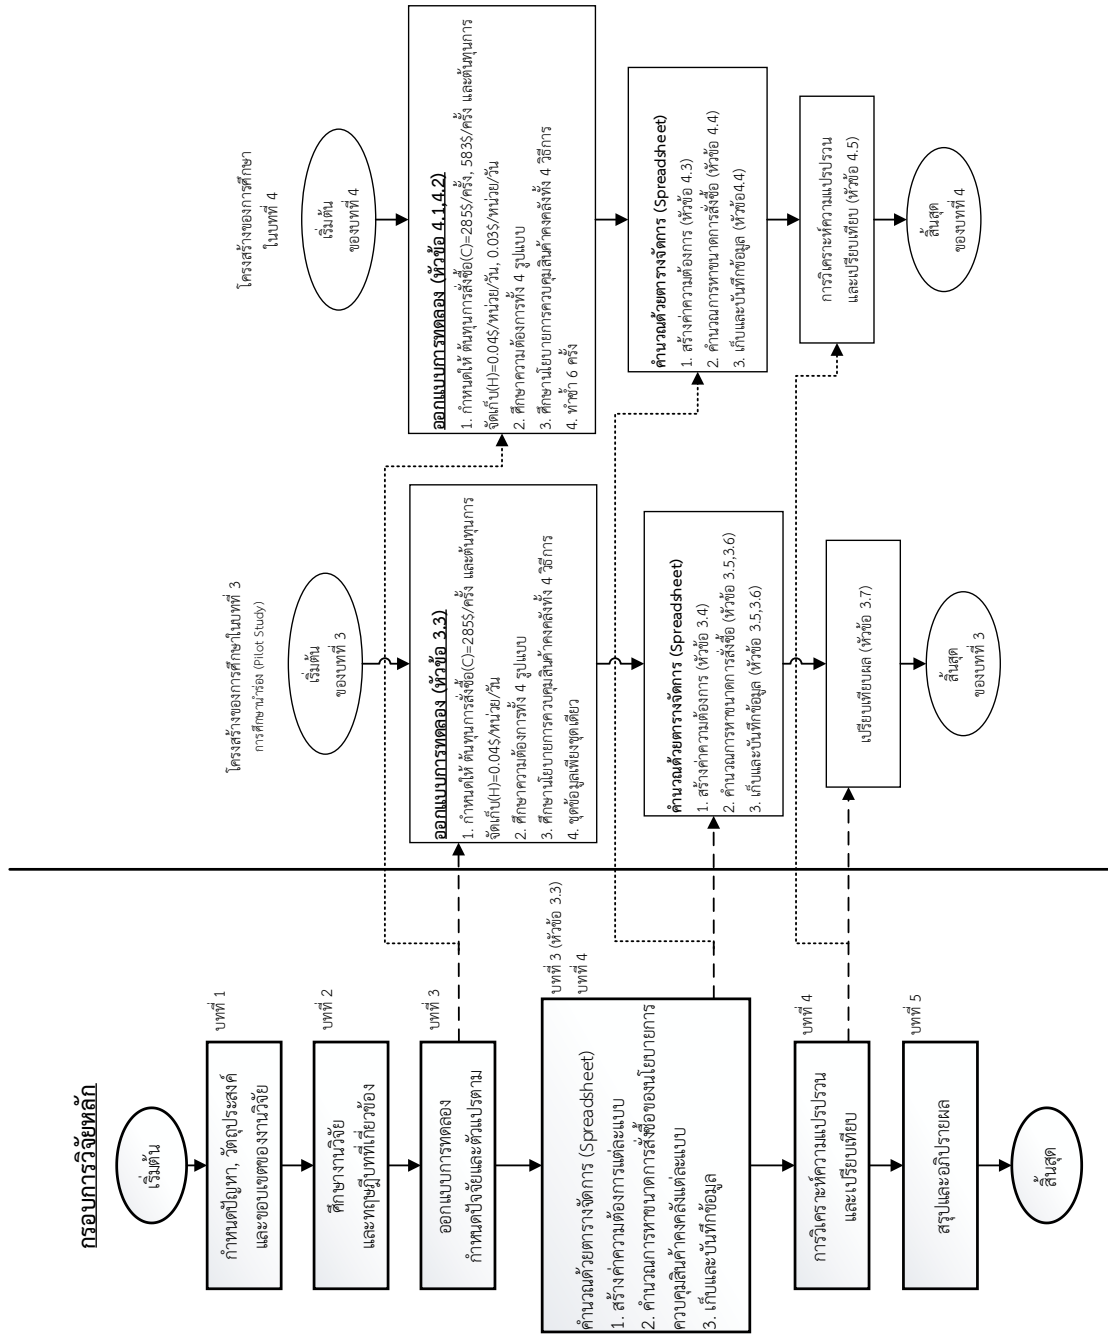 กรอบการวิจัยหลัก
เริ่มต้น
กำหนดปัญหา, วัตถุประสงค์
และขอบเขตของงานวิจัย
บทที่ 1
ศึกษางานวิจัย
และทฤษฎีบทที่เกี่ยวข้อง
บทที่ 2
ออกแบบการทดลอง
กำหนดปัจจัยและตัวแปรตาม
บทที่ 3
คำนวณด้วยตารางจัดการ (Spreadsheet)
1. สร้างค่าความต้องการแต่ละแบบ
2. คำนวณการหาขนาดการสั่งซื้อของนโยบายการ
ควบคุมสินค้าคงคลังแต่ละแบบ
3. เก็บและบันทึกข้อมูล
บทที่ 3 (หัวข้อ 3.3)
บทที่ 4
การวิเคราะห์ความแปรปรวน
และเปรียบเทียบ
บทที่ 4
สรุปและอภิปรายผล
บทที่ 5
สิ้นสุด
โครงสร้างของการศึกษาในบทที่ 3
การศึกษานำร่อง (Pilot Study)
เริ่มต้น
ของบทที่ 3
ออกแบบการทดลอง (หัวข้อ 3.3)
1. กำหนดให้ ต้นทุนการสั่งซื้อ(C)=285$/ครั้ง และต้นทุนการ
จัดเก็บ(H)=0.04$/หน่วย/วัน
2. ศึกษาความต้องการทั้ง 4 รูปแบบ
3. ศึกษานโยบายการควบคุมสินค้าคงคลังทั้ง 4 วิธีการ
4. ชุดข้อมูลเพียงชุดเดียว
คำนวณด้วยตารางจัดการ (Spreadsheet)
1. สร้างค่าความต้องการ (หัวข้อ 3.4)
2. คำนวณการหาขนาดการสั่งซื้อ (หัวข้อ 3.5,3.6)
3. เก็บและบันทึกข้อมูล (หัวข้อ 3.5,3.6)
เปรียบเทียบผล (หัวข้อ 3.7)
สิ้นสุด
ของบทที่ 3
โครงสร้างของการศึกษา
ในบทที่ 4
เริ่มต้น
ของบทที่ 4
ออกแบบการทดลอง (หัวข้อ 4.1,4.2)
1. กำหนดให้ ต้นทุนการสั่งซื้อ(C)=285$/ครั้ง, 583$/ครั้ง และต้นทุนการ
จัดเก็บ(H)=0.04$/หน่วย/วัน, 0.03$/หน่วย/วัน
2. ศึกษาความต้องการทั้ง 4 รูปแบบ
3. ศึกษานโยบายการควบคุมสินค้าคงคลังทั้ง 4 วิธีการ
4. ทำซ้ำ 6 ครั้ง
คำนวณด้วยตารางจัดการ (Spreadsheet)
1. สร้างค่าความต้องการ (หัวข้อ 4.3)
2. คำนวณการหาขนาดการสั่งซื้อ (หัวข้อ 4.4)
3. เก็บและบันทึกข้อมูล (หัวข้อ4.4)
การวิเคราะห์ความแปรปรวน
และเปรียบเทียบ (หัวข้อ 4.5)
สิ้นสุด
ของบทที่ 4